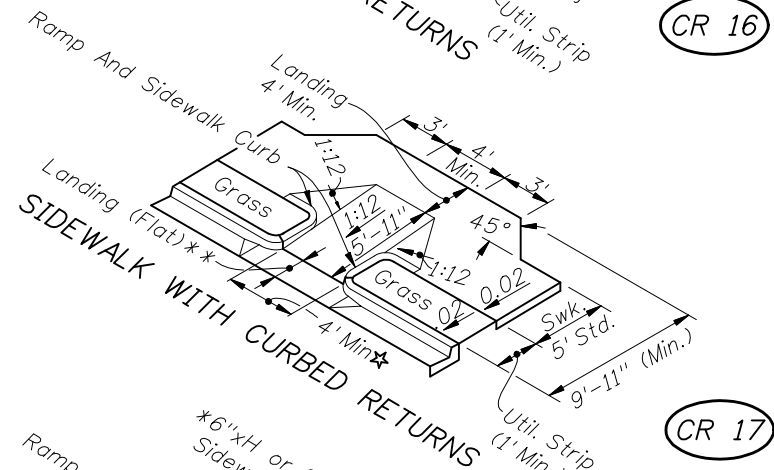 RETURNS
Util. Strip
(1' Min.)
CR 16
Ramp And Sidewalk Curb
Landing
4' Min.
3'
4'
Min.
3'
1:12
Grass
1:12
5'-11"
45°
1:12
Landing (Flat)**
Grass
.02
0.02
4' Min☆
Swk.
5' Std.
9'-11" (Min.)
SIDEWALK WITH CURBED RETURNS
Util. Strip
(1' Min.)
CR 17
Ramp
*6"xH or